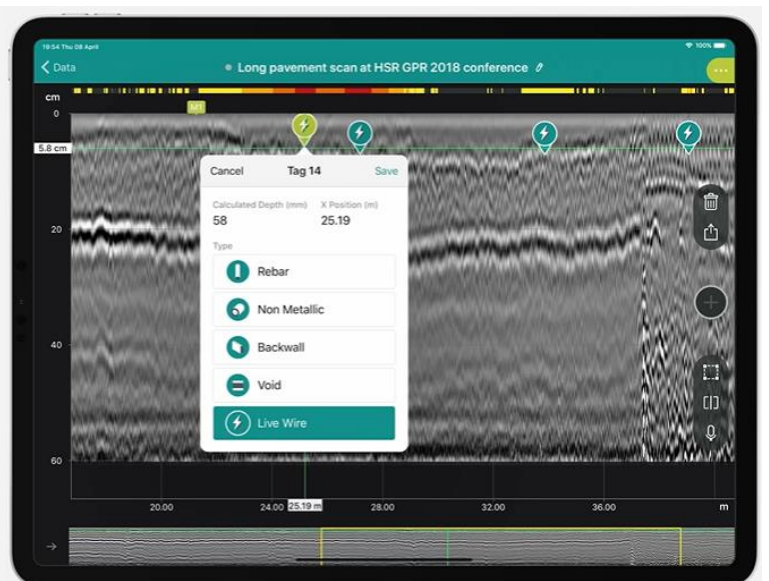 19:54 Thu 08 April
100%
Data
Long pavement scan at HSR GPR 2018 conference
cm
0
M1
5.8 cm
Cancel Tag 14 Save
Calculated Depth (mm) X Position (m)
58 25.19
Type
Rebar
20
Non Metallic
Backwall
40
Void
Live Wire
60
20.00 24.00 25.19 m 28.00 32.00 36.00 m